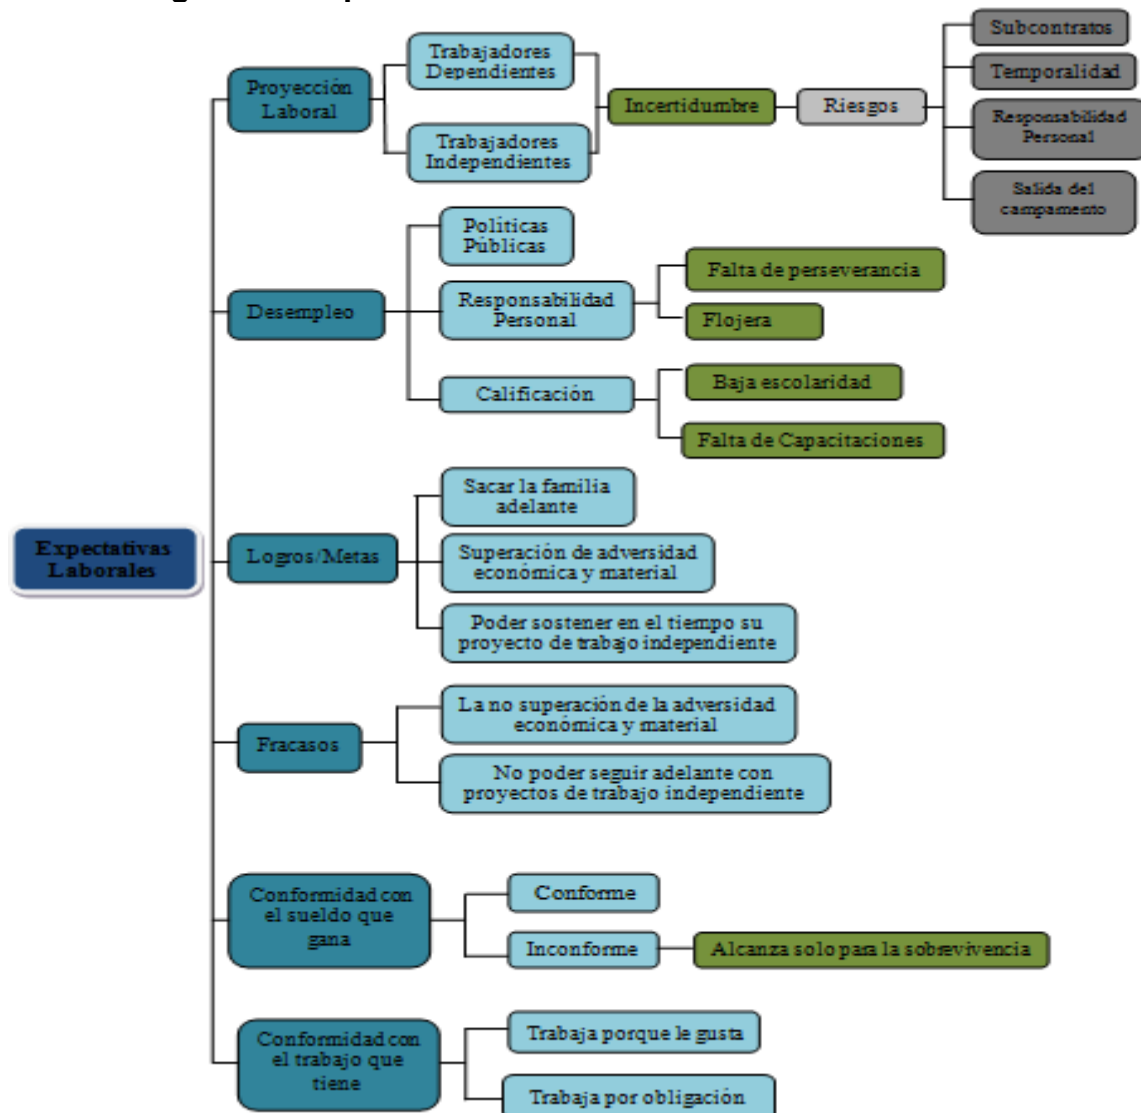 Subcontratos
Trabajadores
Dependientes
Temporalidad
Proyección
Laboral
Incertidumbre
Riesgos
Responsabilidad
Personal
Trabajadores
Independientes
Salida del
campamento
Políticas
Públicas
Falta de perseverancia
Desempleo
Responsabilidad
Personal
Flojera
Baja escolaridad
Calificación
Falta de Capacitaciones
Sacar la familia
adelante
Expectativas
Laborales
Logros/Metas
Superación de adversidad
económica y material
Poder sostener en el tiempo su
proyecto de trabajo independiente
La no superación de la adversidad
económica y material
Fracasos
No poder seguir adelante con
proyectos de trabajo independiente
Conformidad con
el sueldo que
gana
Conforme
Inconforme
Alcanza solo para la sobrevivencia
Conformidad con
el trabajo que
tiene
Trabaja porque le gusta
Trabaja por obligación